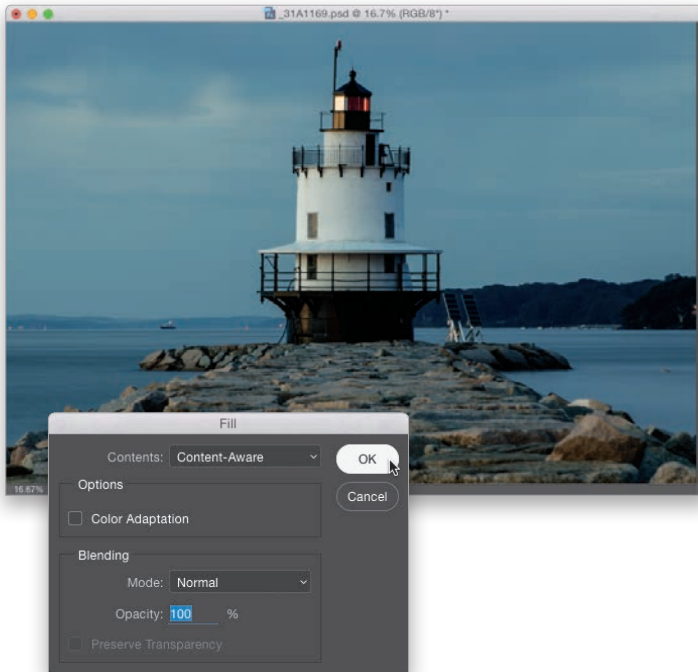 _31A1169.psd @ 16.7% (RGB/8*) *
16.67%
Fill
Contents: Content-Aware
OK
Cancel
Options
Color Adaptation
Blending
Mode: Normal
Opacity: 100 %
Preserve Transparency